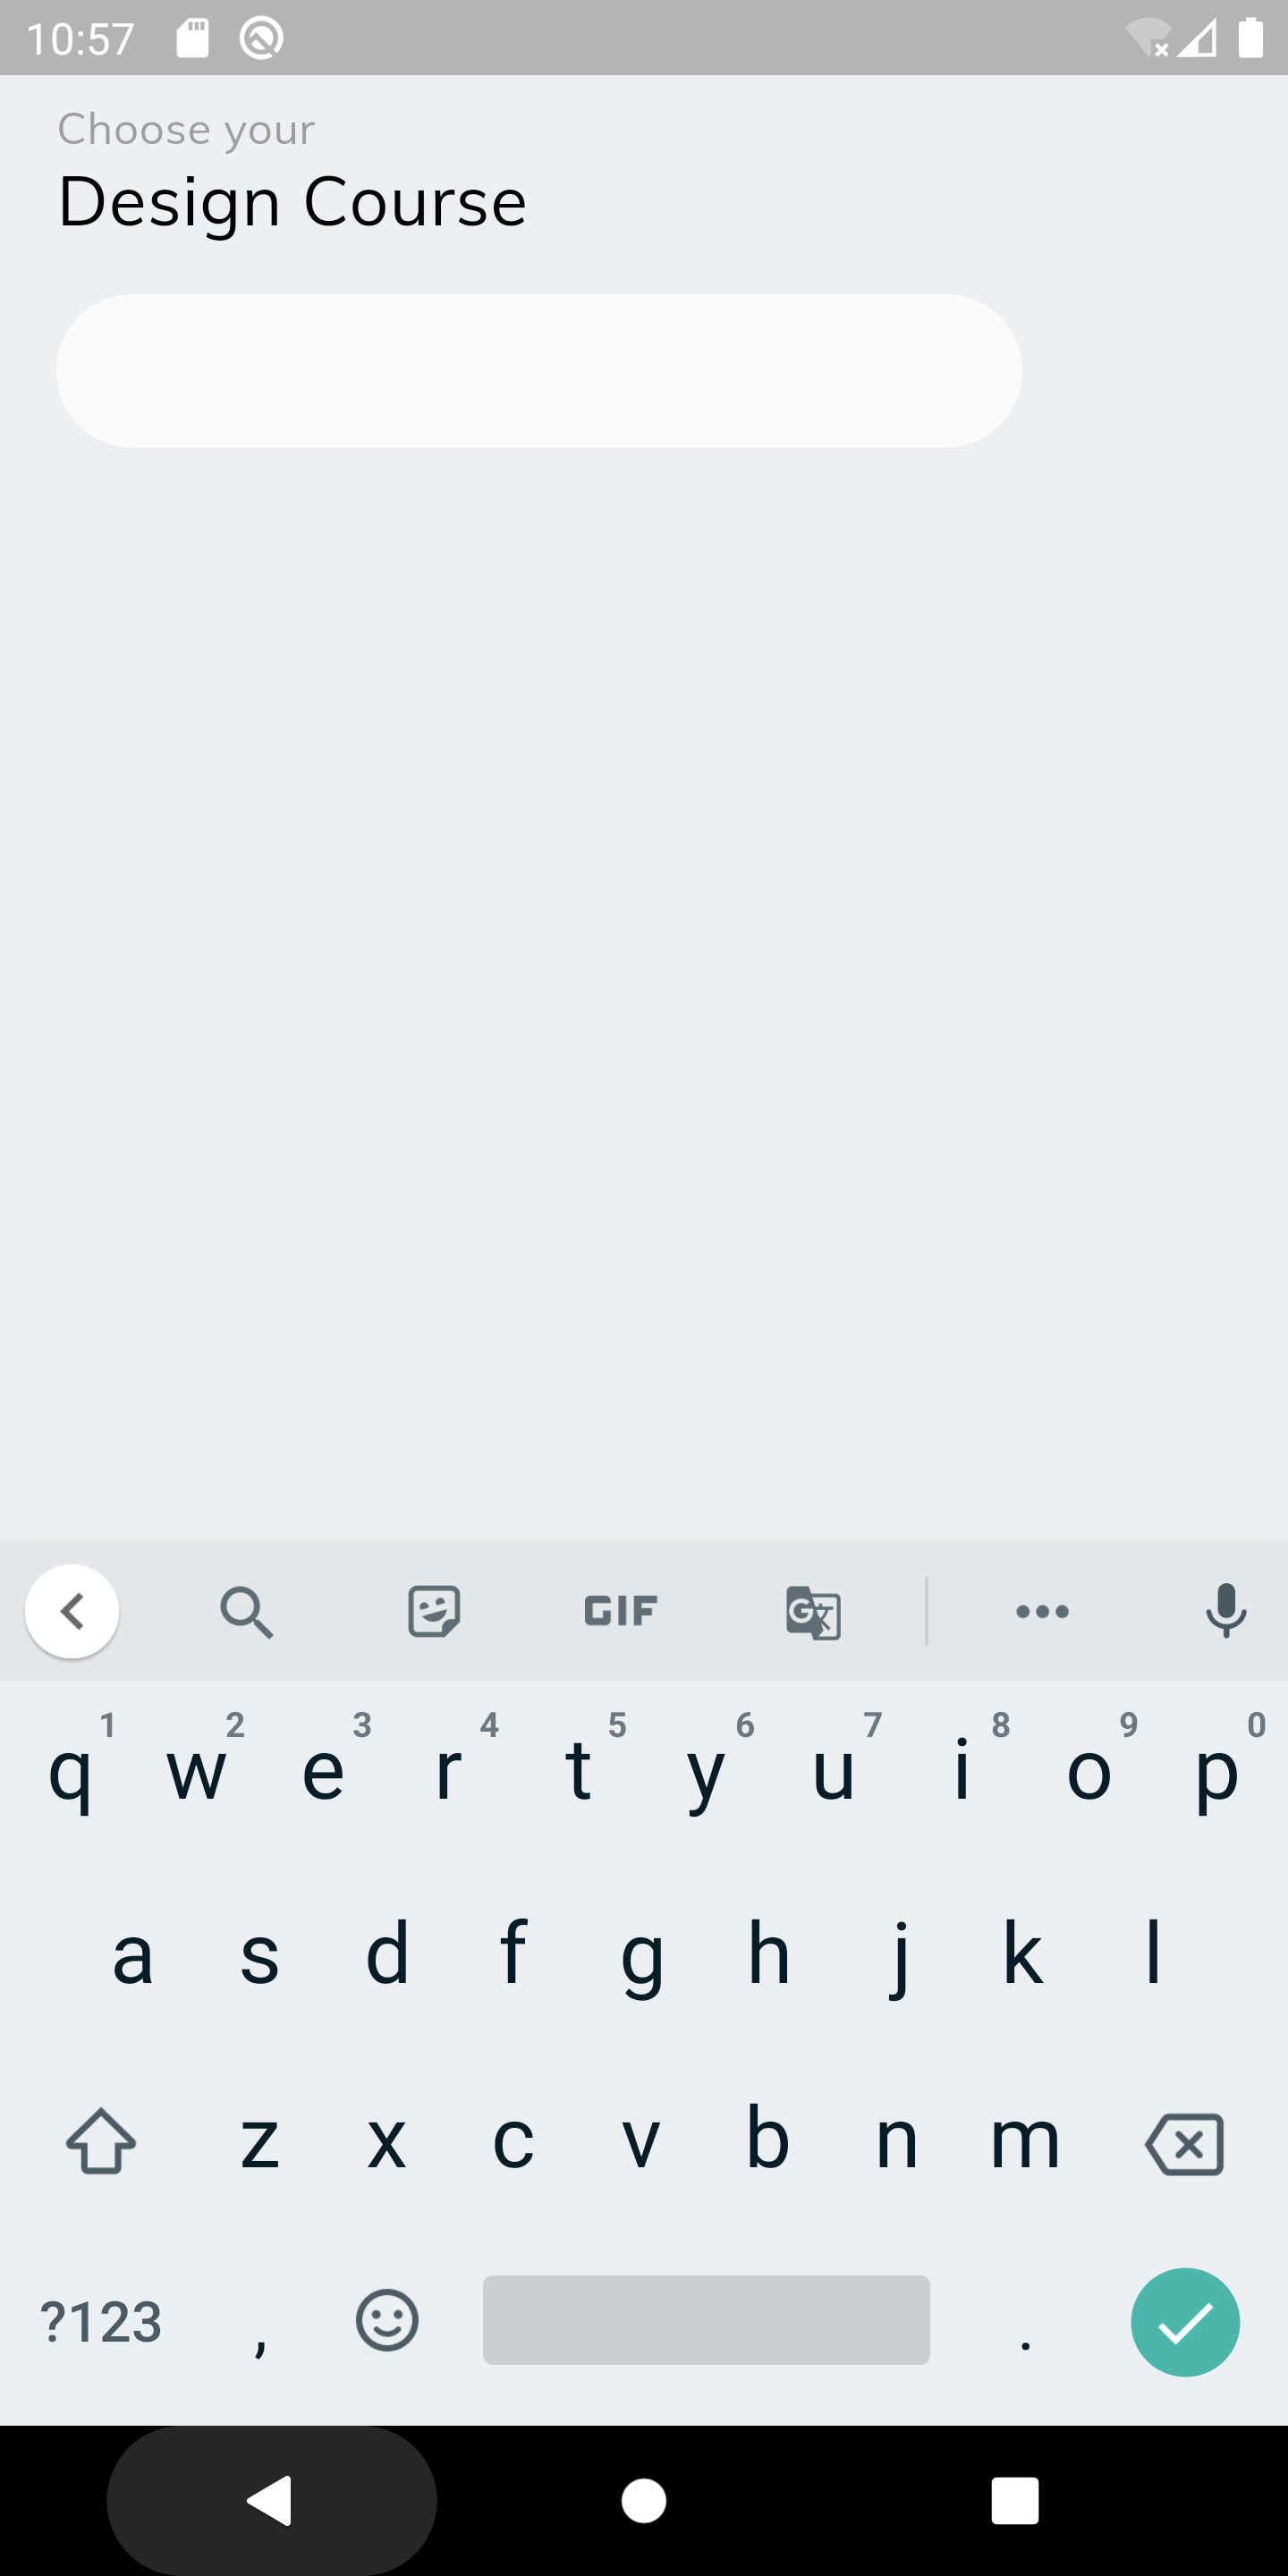 10:57
Choose your
Design Course
GIF
1 2 3 4 5 6 7 8 9 0
q w e r t y u i o p
a s d f g h j k l
z x c v b n m
?123 , .